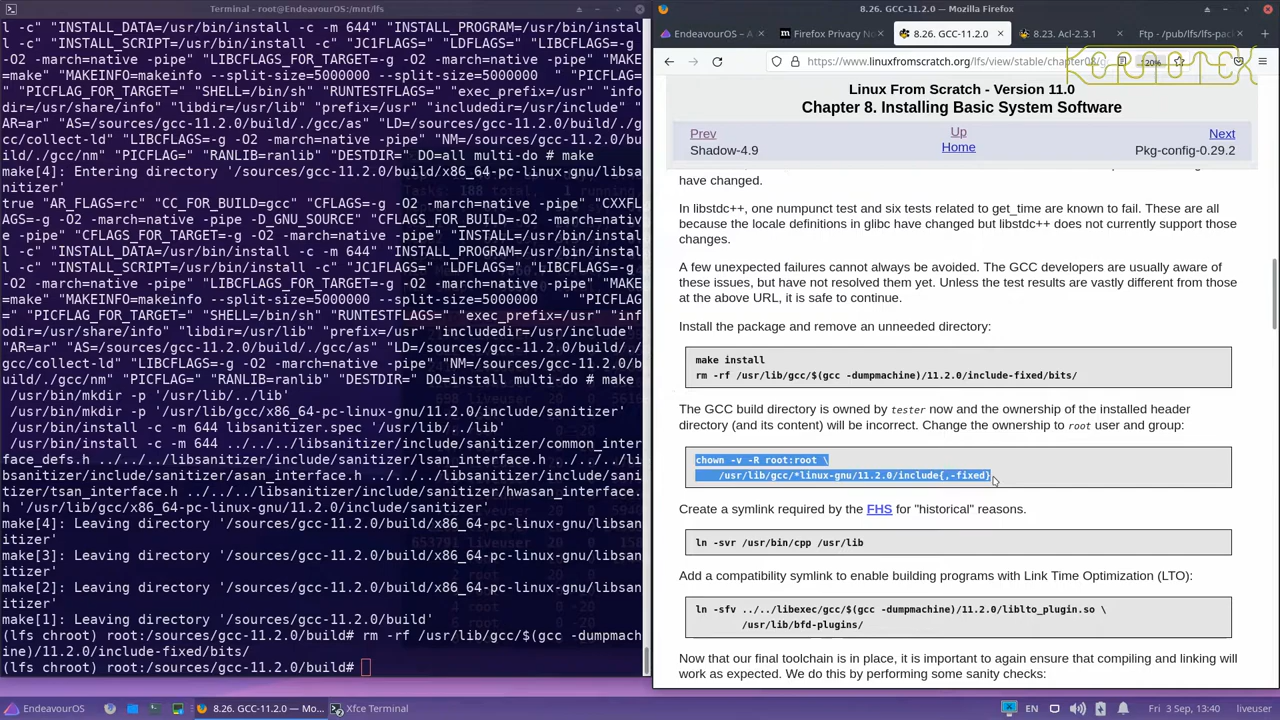 Terminal - root@EndeavourOS:/mnt/lfs
l -c" "INSTALL_DATA=/usr/bin/install -c -m 644" "INSTALL_PROGRAM=/usr/bin/instal
l -c" "INSTALL_SCRIPT=/usr/bin/install -c" "JC1FLAGS=" "LDFLAGS=" "LIBCFLAGS=-g
-O2 -march=native -pipe" "LIBCFLAGS_FOR_TARGET=-g -O2 -march=native -pipe" "MAKE
=make" "MAKEINFO=makeinfo --split-size=5000000 --split-size=5000000 " "PICFLAG="
"PICFLAG_FOR_TARGET=" "SHELL=/bin/sh" "RUNTESTFLAGS=" "exec_prefix=/usr" "infodi
r=/usr/share/info" "libdir=/usr/lib" "prefix=/usr" "includedir=/usr/include" "
AR=ar" "AS=/sources/gcc-11.2.0/build/./gcc/as" "LD=/sources/gcc-11.2.0/build/./g
cc/collect-ld" "LIBCFLAGS=-g -O2 -march=native -pipe" "NM=/sources/gcc-11.2.0/bu
ild/./gcc/nm" "PICFLAG=" "RANLIB=ranlib" "DESTDIR=" DO=all multi-do # make
make[4]: Entering directory '/sources/gcc-11.2.0/build/x86_64-pc-linux-gnu/libsa
nitizer'
true "AR_FLAGS=rc" "CC_FOR_BUILD=gcc" "CFLAGS=-g -O2 -march=native -pipe" "CXXFL
AGS=-g -O2 -march=native -pipe -D_GNU_SOURCE" "CFLAGS_FOR_BUILD=-g -O2 -march=na
tive -pipe" "CFLAGS_FOR_TARGET=-g -O2 -march=native -pipe" "INSTALL=/usr/bin/instal
l -c" "INSTALL_DATA=/usr/bin/install -c -m 644" "INSTALL_PROGRAM=/usr/bin/instal
l -c" "INSTALL_SCRIPT=/usr/bin/install -c" "JC1FLAGS=" "LDFLAGS=" "LIBCFLAGS=-g
-O2 -march=native -pipe" "LIBCFLAGS_FOR_TARGET=-g -O2 -march=native -pipe" "MAKE
=make" "MAKEINFO=makeinfo --split-size=5000000 --split-size=5000000 " "PICFLAG
=" "PICFLAG_FOR_TARGET=" "SHELL=/bin/sh" "RUNTESTFLAGS=" "exec_prefix=/usr" "inf
odir=/usr/share/info" "libdir=/usr/lib" "prefix=/usr" "includedir=/usr/include"
"AR=ar" "AS=/sources/gcc-11.2.0/build/./gcc/as" "LD=/sources/gcc-11.2.0/build/./
gcc/collect-ld" "LIBCFLAGS=-g -O2 -march=native -pipe" "NM=/sources/gcc-11.2.0/b
uild/./gcc/nm" "PICFLAG=" "RANLIB=ranlib" "DESTDIR=" DO=install multi-do # make
/usr/bin/mkdir -p '/usr/lib/../lib'
/usr/bin/mkdir -p '/usr/lib/gcc/x86_64-pc-linux-gnu/11.2.0/include/sanitizer'
/usr/bin/install -c -m 644 libsanitizer.spec '/usr/lib/../lib'
/usr/bin/install -c -m 644 ../../../../libsanitizer/include/sanitizer/common_inter
face_defs.h ../../../../libsanitizer/include/sanitizer/lsan_interface.h ../../../../li
bsanitizer/include/sanitizer/asan_interface.h ../../../../libsanitizer/include/sani
tizer/tsan_interface.h ../../../../libsanitizer/include/sanitizer/hwasan_interface.
h '/usr/lib/gcc/x86_64-pc-linux-gnu/11.2.0/include/sanitizer'
make[4]: Leaving directory '/sources/gcc-11.2.0/build/x86_64-pc-linux-gnu/libsan
itizer'
make[3]: Leaving directory '/sources/gcc-11.2.0/build/x86_64-pc-linux-gnu/libsan
itizer'
make[2]: Leaving directory '/sources/gcc-11.2.0/build/x86_64-pc-linux-gnu/libsan
itizer'
make[1]: Leaving directory '/sources/gcc-11.2.0/build'
(lfs chroot) root:/sources/gcc-11.2.0/build# rm -rf /usr/lib/gcc/$(gcc -dumpmach
ine)/11.2.0/include-fixed/bits/
(lfs chroot) root:/sources/gcc-11.2.0/build#
8.26. GCC-11.2.0 - Mozilla Firefox
EndeavourOS – A
Firefox Privacy No
8.26. GCC-11.2.0
8.23. Acl-2.3.1
Ftp - /pub/lfs/lfs-pac
https://www.linuxfromscratch.org/lfs/view/stable/chapter08/g
120%
Linux From Scratch - Version 11.0
Chapter 8. Installing Basic System Software
Prev Up Next
Shadow-4.9 Home Pkg-config-0.29.2
have changed.
In libstdc++, one numpunct test and six tests related to get_time are known to fail. These are all
because the locale definitions in glibc have changed but libstdc++ does not currently support those
changes.
A few unexpected failures cannot always be avoided. The GCC developers are usually aware of
these issues, but have not resolved them yet. Unless the test results are vastly different from those
at the above URL, it is safe to continue.
Install the package and remove an unneeded directory:
make install
rm -rf /usr/lib/gcc/$(gcc -dumpmachine)/11.2.0/include-fixed/bits/
The GCC build directory is owned by tester now and the ownership of the installed header
directory (and its content) will be incorrect. Change the ownership to root user and group:
chown -v -R root:root \
/usr/lib/gcc/*linux-gnu/11.2.0/include{,-fixed}
Create a symlink required by the FHS for "historical" reasons.
ln -svr /usr/bin/cpp /usr/lib
Add a compatibility symlink to enable building programs with Link Time Optimization (LTO):
ln -sfv ../../libexec/gcc/$(gcc -dumpmachine)/11.2.0/liblto_plugin.so \
/usr/lib/bfd-plugins/
Now that our final toolchain is in place, it is important to again ensure that compiling and linking will
work as expected. We do this by performing some sanity checks:
EndeavourOS
8.26. GCC-11.2.0 — Mo...
Xfce Terminal
EN
Fri 3 Sep, 13:40
liveuser